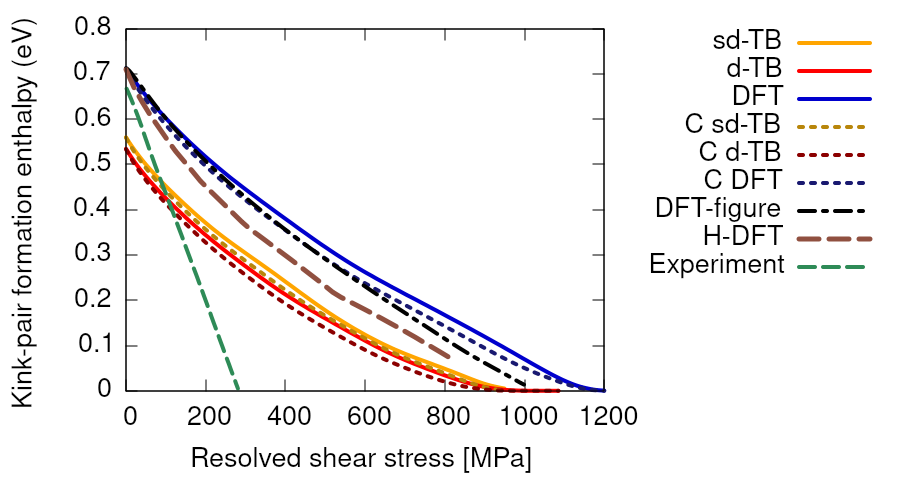 Kink-pair formation enthalpy (eV)
0.8
0.7
0.6
0.5
0.4
0.3
0.2
0.1
0
0 200 400 600 800 1000 1200
Resolved shear stress [MPa]
sd-TB
d-TB
DFT
C sd-TB
C d-TB
C DFT
DFT-figure
H-DFT
Experiment